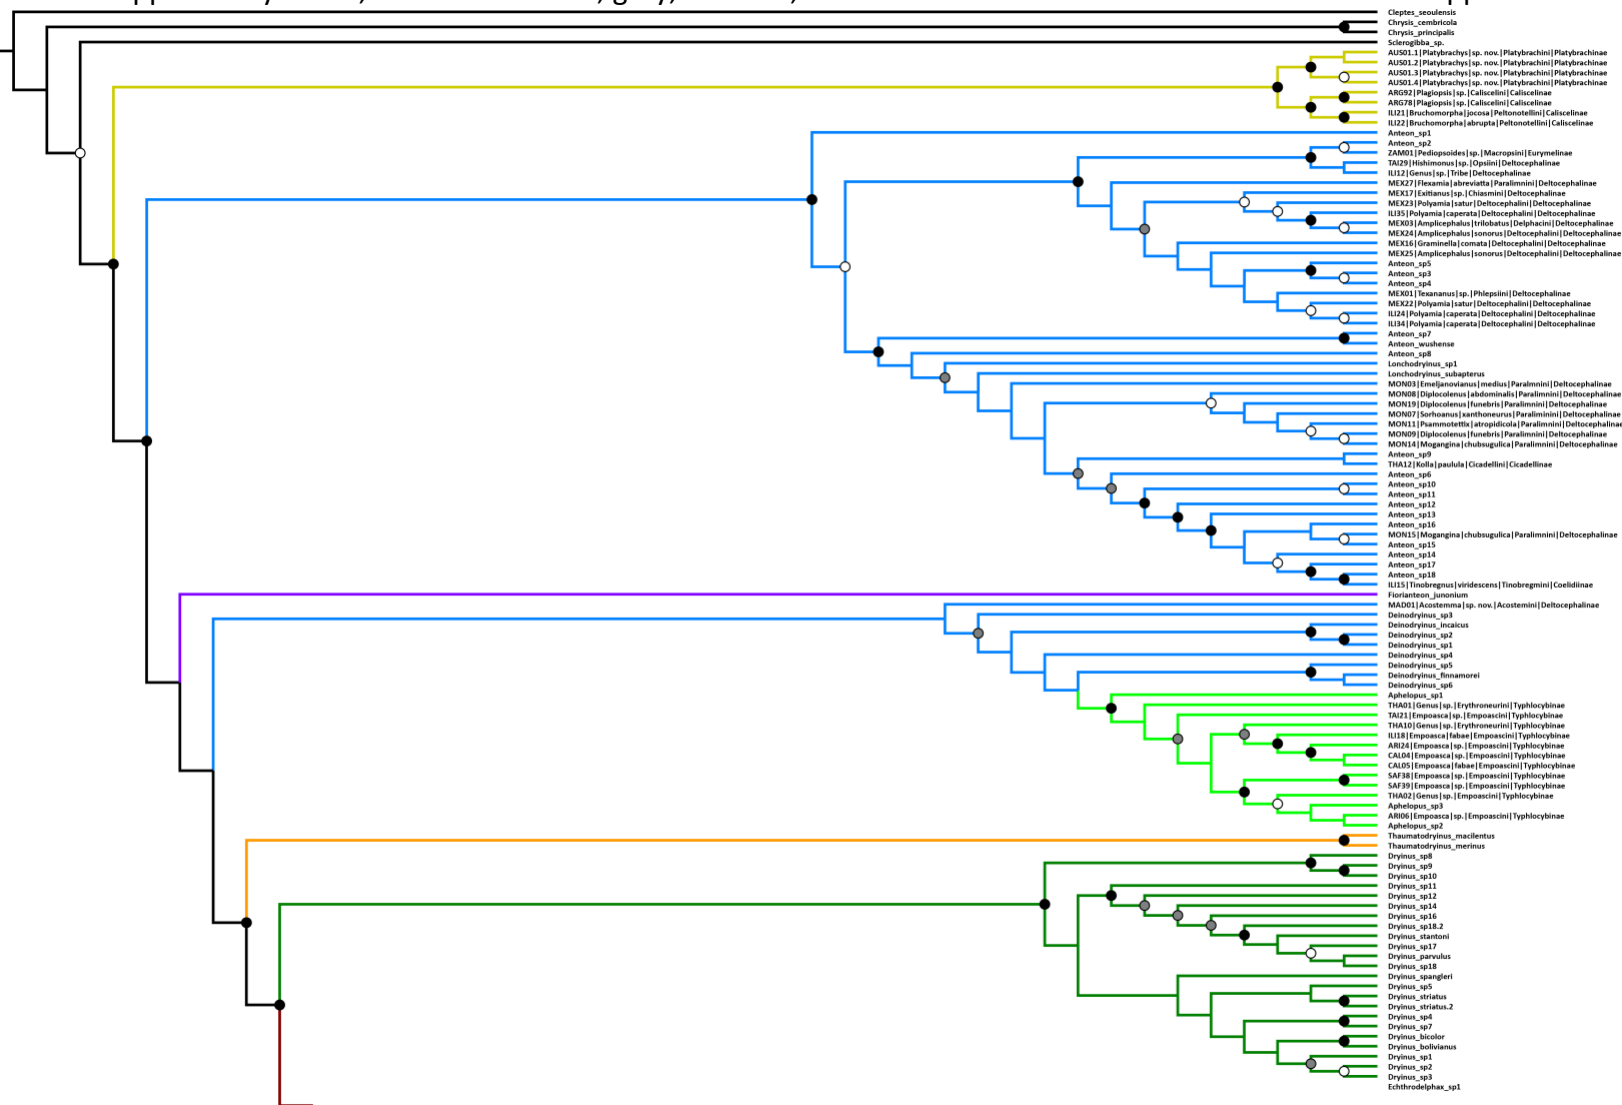 Cleptes_seoulensis
Chrysis_cembricola
Chrysis_principalis
Sclerogibba_sp.
AUS01.1|Platybrachys|sp. nov.|Platybrachini|Platybrachinae
AUS01.2|Platybrachys|sp. nov.|Platybrachini|Platybrachinae
AUS01.3|Platybrachys|sp. nov.|Platybrachini|Platybrachinae
AUS01.4|Platybrachys|sp. nov.|Platybrachini|Platybrachinae
ARG92|Plagiopsis|sp.|Caliscelini|Caliscelinae
ARG78|Plagiopsis|sp.|Caliscelini|Caliscelinae
ILI21|Bruchomorpha|jocosa|Peltonotellini|Caliscelinae
ILI22|Bruchomorpha|abrupta|Peltonotellini|Caliscelinae
Anteon_sp1
Anteon_sp2
ZAM01|Pediopsoides|sp.|Macropsini|Eurymelinae
TAI29|Hishimonus|sp.|Opsiini|Deltocephalinae
ILI12|Genus|sp.|Tribe|Deltocephalinae
MEX27|Flexamia|abreviatta|Paralimnini|Deltocephalinae
MEX17|Exitianus|sp.|Chiasmini|Deltocephalinae
MEX23|Polyamia|satur|Deltocephalini|Deltocephalinae
ILI35|Polyamia|caperata|Deltocephalini|Deltocephalinae
MEX03|Amplicephalus|trilobatus|Delphacini|Deltocephalinae
MEX24|Amplicephalus|sonorus|Deltocephalini|Deltocephalinae
MEX16|Graminella|comata|Deltocephalini|Deltocephalinae
MEX25|Amplicephalus|sonorus|Deltocephalini|Deltocephalinae
Anteon_sp5
Anteon_sp3
Anteon_sp4
MEX01|Texananus|sp.|Phlepsiini|Deltocephalinae
MEX22|Polyamia|satur|Deltocephalini|Deltocephalinae
ILI24|Polyamia|caperata|Deltocephalini|Deltocephalinae
ILI34|Polyamia|caperata|Deltocephalini|Deltocephalinae
Anteon_sp7
Anteon_wushense
Anteon_sp8
Lonchodryinus_sp1
Lonchodryinus_subapterus
MON03|Emeljanovianus|medius|Paralmnini|Deltocephalinae
MON08|Diplocolenus|abdominalis|Paralimnini|Deltocephalinae
MON19|Diplocolenus|funebris|Paralimnini|Deltocephalinae
MON07|Sorhoanus|xanthoneurus|Paraliminini|Deltocephalinae
MON11|Psammotettix|atropidicola|Paralimnini|Deltocephalinae
MON09|Diplocolenus|funebris|Paralimnini|Deltocephalinae
MON14|Mogangina|chubsugulica|Paralimnini|Deltocephalinae
Anteon_sp9
THA12|Kolla|paulula|Cicadellini|Cicadellinae
Anteon_sp6
Anteon_sp10
Anteon_sp11
Anteon_sp12
Anteon_sp13
Anteon_sp16
MON15|Mogangina|chubsugulica|Paralimnini|Deltocephalinae
Anteon_sp15
Anteon_sp14
Anteon_sp17
Anteon_sp18
ILI15|Tinobregnus|viridescens|Tinobregmini|Coelidiinae
Fiorianteon_junonium
MAD01|Acostemma|sp. nov.|Acostemini|Deltocephalinae
Deinodryinus_sp3
Deinodryinus_incaicus
Deinodryinus_sp2
Deinodryinus_sp1
Deinodryinus_sp4
Deinodryinus_sp5
Deinodryinus_finnamorei
Deinodryinus_sp6
Aphelopus_sp1
THA01|Genus|sp.|Erythroneurini|Typhlocybinae
TAI21|Empoasca|sp.|Empoascini|Typhlocybinae
THA10|Genus|sp.|Erythroneurini|Typhlocybinae
ILI18|Empoasca|fabae|Empoascini|Typhlocybinae
ARI24|Empoasca|sp.|Empoascini|Typhlocybinae
CAL04|Empoasca|sp.|Empoascini|Typhlocybinae
CAL05|Empoasca|fabae|Empoascini|Typhlocybinae
SAF38|Empoasca|sp.|Empoascini|Typhlocybinae
SAF39|Empoasca|sp.|Empoascini|Typhlocybinae
THA02|Genus|sp.|Empoascini|Typhlocybinae
Aphelopus_sp3
ARI06|Empoasca|sp.|Empoascini|Typhlocybinae
Aphelopus_sp2
Thaumatodryinus_macilentus
Thaumatodryinus_merinus
Dryinus_sp8
Dryinus_sp9
Dryinus_sp10
Dryinus_sp11
Dryinus_sp12
Dryinus_sp14
Dryinus_sp16
Dryinus_sp18.2
Dryinus_stantoni
Dryinus_sp17
Dryinus_parvulus
Dryinus_sp18
Dryinus_spangleri
Dryinus_sp5
Dryinus_striatus
Dryinus_striatus.2
Dryinus_sp4
Dryinus_sp7
Dryinus_bicolor
Dryinus_bolivianus
Dryinus_sp1
Dryinus_sp2
Dryinus_sp3
Echthrodelphax_sp1